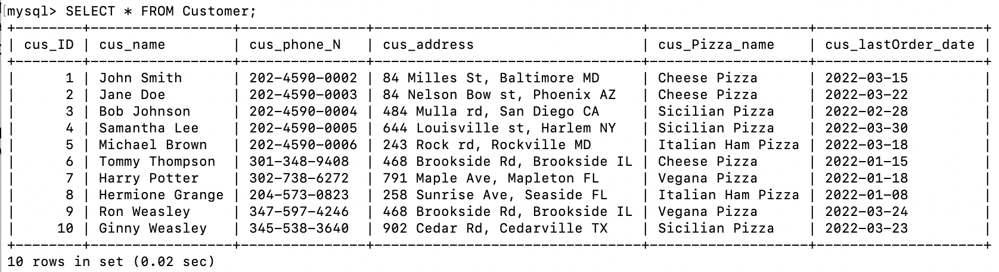 mysql> SELECT * FROM Customer;
+--------+-----------------+---------------+--------------------------------+-------------------+--------------------+
| cus_ID | cus_name        | cus_phone_N   | cus_address                    | cus_Pizza_name    | cus_lastOrder_date |
+--------+-----------------+---------------+--------------------------------+-------------------+--------------------+
|      1 | John Smith      | 202-4590-0002 | 84 Milles St, Baltimore MD     | Cheese Pizza      | 2022-03-15         |
|      2 | Jane Doe        | 202-4590-0003 | 84 Nelson Bow st, Phoenix AZ   | Cheese Pizza      | 2022-03-22         |
|      3 | Bob Johnson     | 202-4590-0004 | 484 Mulla rd, San Diego CA     | Sicilian Pizza    | 2022-02-28         |
|      4 | Samantha Lee    | 202-4590-0005 | 644 Louisville st, Harlem NY   | Sicilian Pizza    | 2022-03-30         |
|      5 | Michael Brown   | 202-4590-0006 | 243 Rock rd, Rockville MD      | Italian Ham Pizza | 2022-03-18         |
|      6 | Tommy Thompson  | 301-348-9408  | 468 Brookside Rd, Brookside IL | Cheese Pizza      | 2022-01-15         |
|      7 | Harry Potter    | 302-738-6272  | 791 Maple Ave, Mapleton FL     | Vegana Pizza      | 2022-01-18         |
|      8 | Hermione Grange | 204-573-0823  | 258 Sunrise Ave, Seaside FL    | Italian Ham Pizza | 2022-01-08         |
|      9 | Ron Weasley     | 347-597-4246  | 468 Brookside Rd, Brookside IL | Vegana Pizza      | 2022-03-24         |
|     10 | Ginny Weasley   | 345-538-3640  | 902 Cedar Rd, Cedarville TX    | Sicilian Pizza    | 2022-03-23         |
+--------+-----------------+---------------+--------------------------------+-------------------+--------------------+
10 rows in set (0.02 sec)